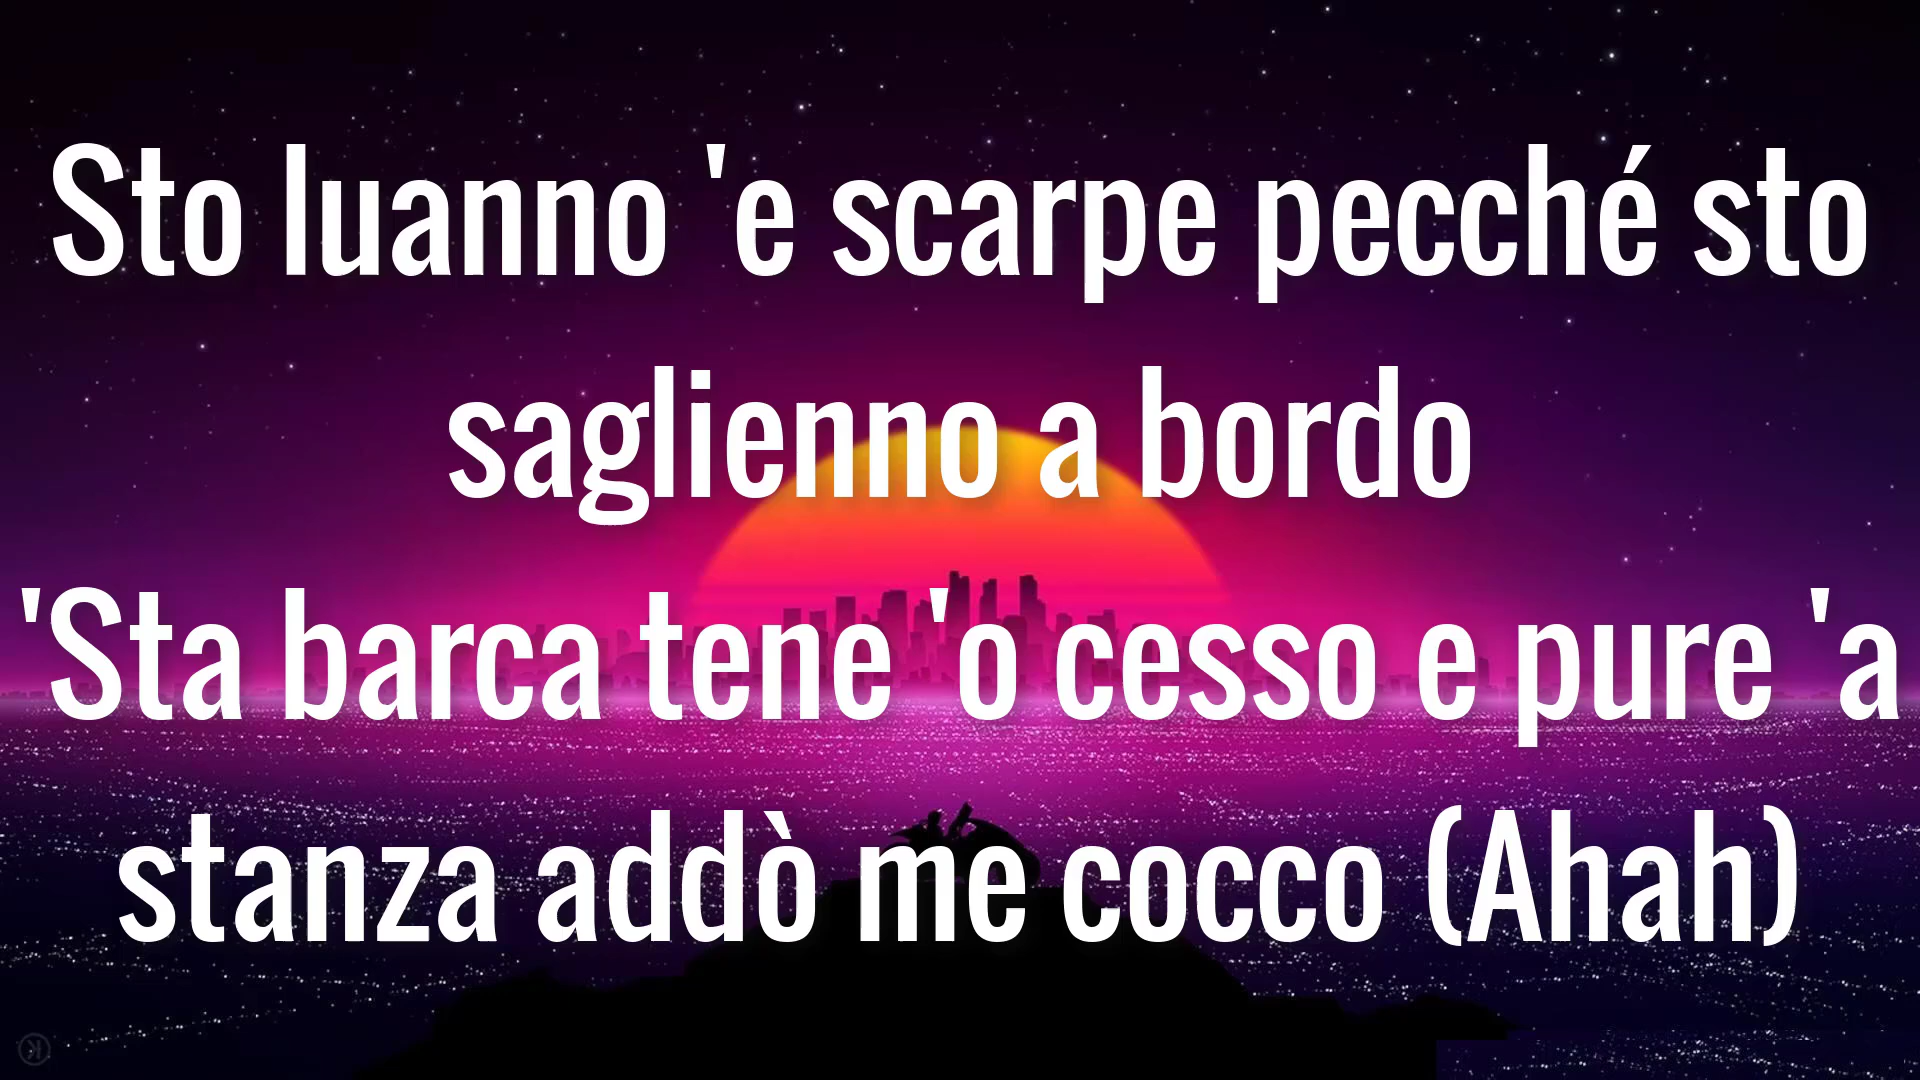 Sto luanno 'e scarpe pecché sto
saglienno a bordo
'Sta barca tene 'o cesso e pure 'a
stanza addò me cocco (Ahah)